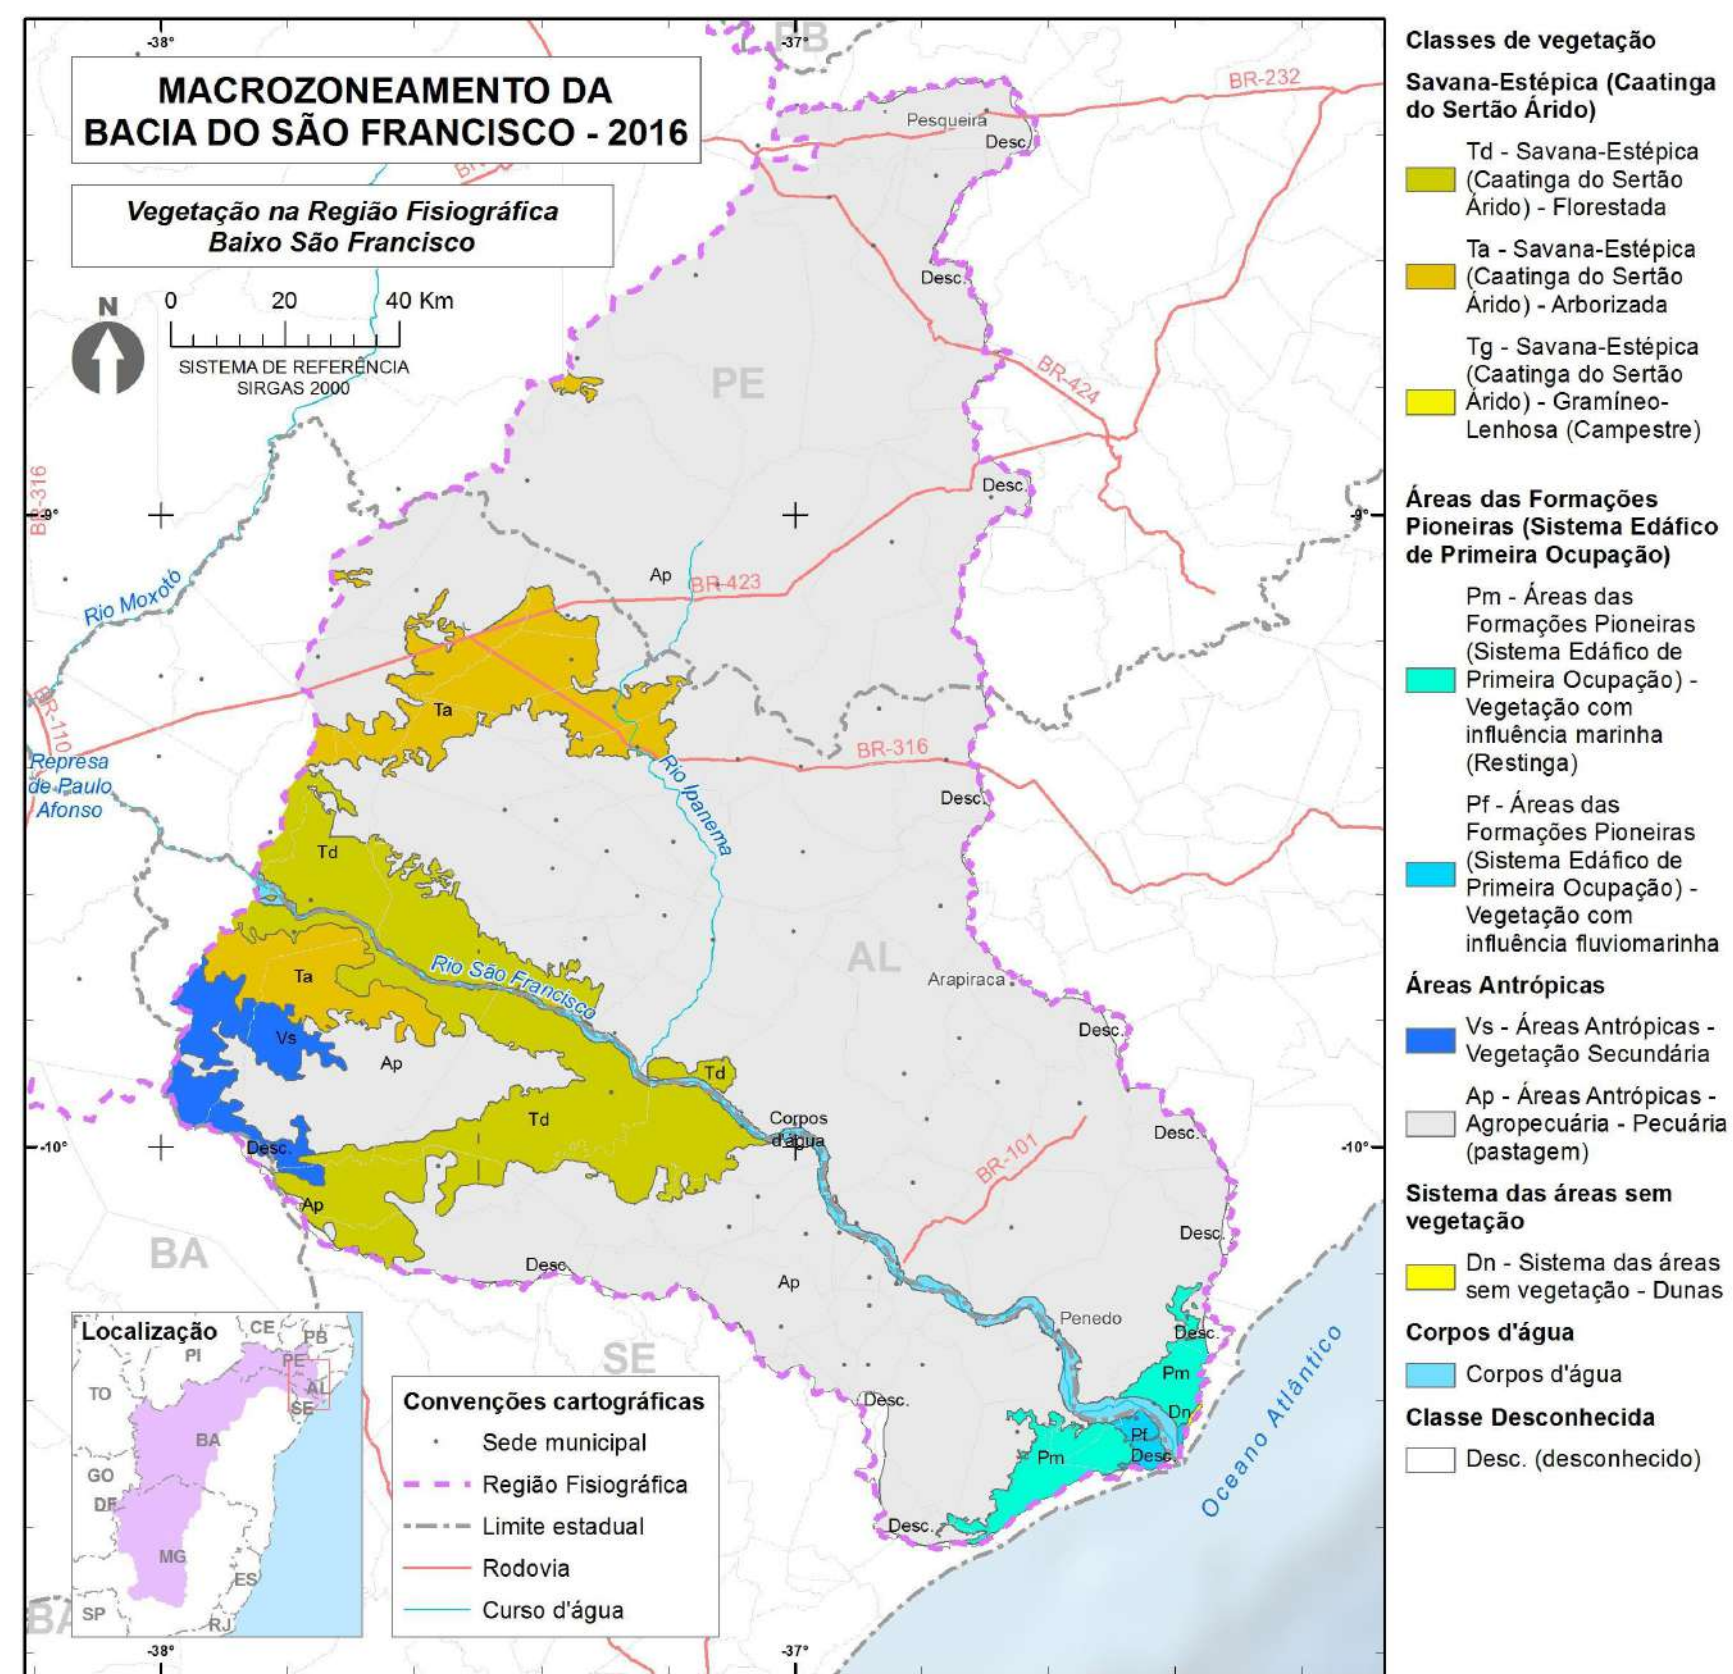 MACROZONEAMENTO DA
BACIA DO SÃO FRANCISCO - 2016
Vegetação na Região Fisiográfica
Baixo São Francisco
N
0 20 40 Km
SISTEMA DE REFERÊNCIA
SIRGAS 2000
-38°
-37°
PB
BR-232
Pesqueira
Desc.
Desc.
PE
BR-424
BR-316
-9°
-9°
Desc.
Rio Moxotó
Ap
BR-423
BR-110
Ta
BR-316
Represa
de Paulo
Afonso
Rio Ipanema
Desc.
Td
AL
Arapiraca
Rio São Francisco
Ta
Vs
Ap
Desc.
Td
Td
Corpos
d'água
BR-101
Desc.
-10°
-10°
Desc.
Ap
BA
Desc.
Desc.
Ap
Penedo
Desc.
SE
Pm
Desc.
Dn
Pf
Desc.
Pm
Desc.
Oceano Atlântico
BA
-38°
-37°
Localização
CE
PB
PI
PE
TO
AL
SE
BA
GO
DF
MG
ES
SP
RJ
Convenções cartográficas
Sede municipal
Região Fisiográfica
Limite estadual
Rodovia
Curso d'água
Classes de vegetação
Savana-Estépica (Caatinga
do Sertão Árido)
Td - Savana-Estépica
(Caatinga do Sertão
Árido) - Florestada
Ta - Savana-Estépica
(Caatinga do Sertão
Árido) - Arborizada
Tg - Savana-Estépica
(Caatinga do Sertão
Árido) - Gramíneo-
Lenhosa (Campestre)
Áreas das Formações
Pioneiras (Sistema Edáfico
de Primeira Ocupação)
Pm - Áreas das
Formações Pioneiras
(Sistema Edáfico de
Primeira Ocupação) -
Vegetação com
influência marinha
(Restinga)
Pf - Áreas das
Formações Pioneiras
(Sistema Edáfico de
Primeira Ocupação) -
Vegetação com
influência fluviomarinha
Áreas Antrópicas
Vs - Áreas Antrópicas -
Vegetação Secundária
Ap - Áreas Antrópicas -
Agropecuária - Pecuária
(pastagem)
Sistema das áreas sem
vegetação
Dn - Sistema das áreas
sem vegetação - Dunas
Corpos d'água
Corpos d'água
Classe Desconhecida
Desc. (desconhecido)